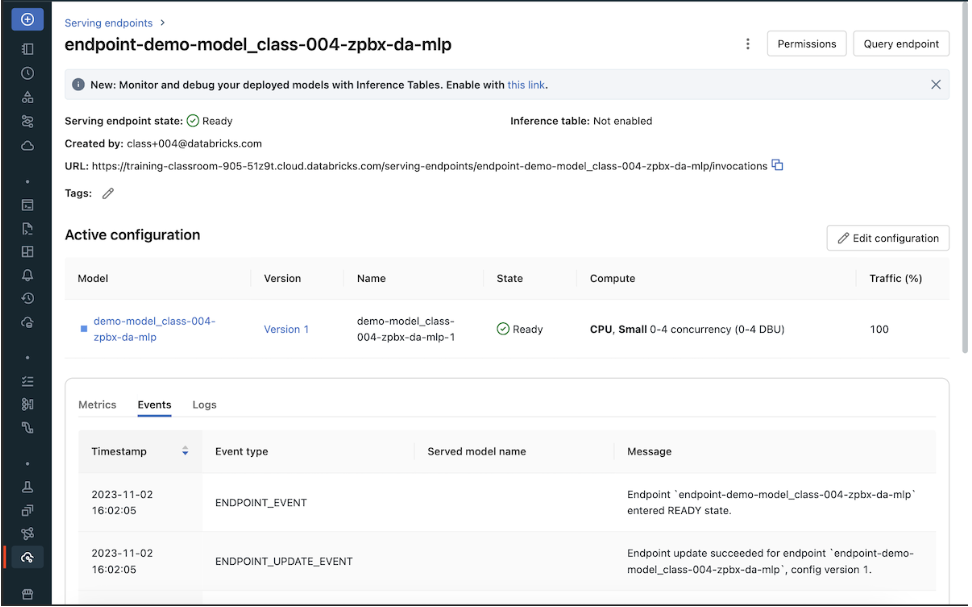 Serving endpoints >
endpoint-demo-model_class-004-zpbx-da-mlp
Permissions
Query endpoint
New: Monitor and debug your deployed models with Inference Tables. Enable with this link.
Serving endpoint state: Ready
Inference table: Not enabled
Created by: class+004@databricks.com
URL: https://training-classroom-905-51z9t.cloud.databricks.com/serving-endpoints/endpoint-demo-model_class-004-zpbx-da-mlp/invocations
Tags:
Active configuration
Edit configuration
Model Version Name State Compute Traffic (%)
demo-model_class-004-
zpbx-da-mlp
Version 1
demo-model_class-
004-zpbx-da-mlp-1
Ready
CPU, Small 0-4 concurrency (0-4 DBU)
100
Metrics Events Logs
Timestamp Event type Served model name Message
2023-11-02
16:02:05
ENDPOINT_EVENT
Endpoint `endpoint-demo-model_class-004-zpbx-da-mlp`
entered READY state.
2023-11-02
16:02:05
ENDPOINT_UPDATE_EVENT
Endpoint update succeeded for endpoint `endpoint-demo-
model_class-004-zpbx-da-mlp`, config version 1.